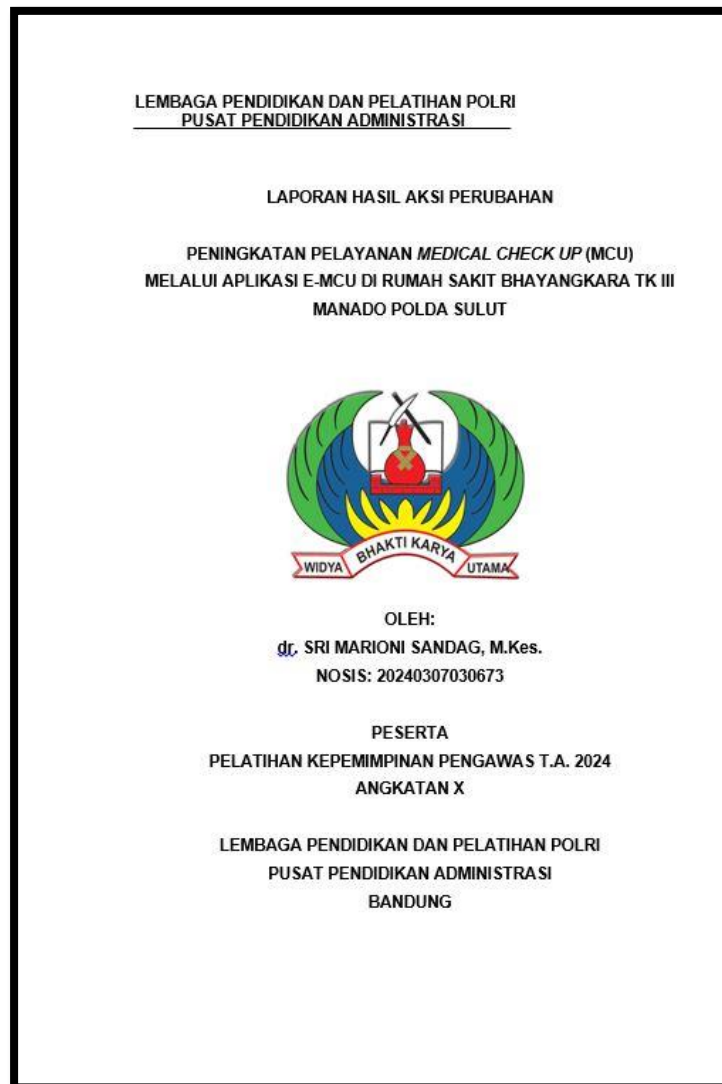 LEMBAGA PENDIDIKAN DAN PELATIHAN POLRI
PUSAT PENDIDIKAN ADMINISTRASI
LAPORAN HASIL AKSI PERUBAHAN
PENINGKATAN PELAYANAN MEDICAL CHECK UP (MCU)
MELALUI APLIKASI E-MCU DI RUMAH SAKIT BHAYANGKARA TK III
MANADO POLDA SULUT
WIDYA BHAKTI KARYA UTAMA
OLEH:
dr. SRI MARIONI SANDAG, M.Kes.
NOSIS: 20240307030673
PESERTA
PELATIHAN KEPEMIMPINAN PENGAWAS T.A. 2024
ANGKATAN X
LEMBAGA PENDIDIKAN DAN PELATIHAN POLRI
PUSAT PENDIDIKAN ADMINISTRASI
BANDUNG